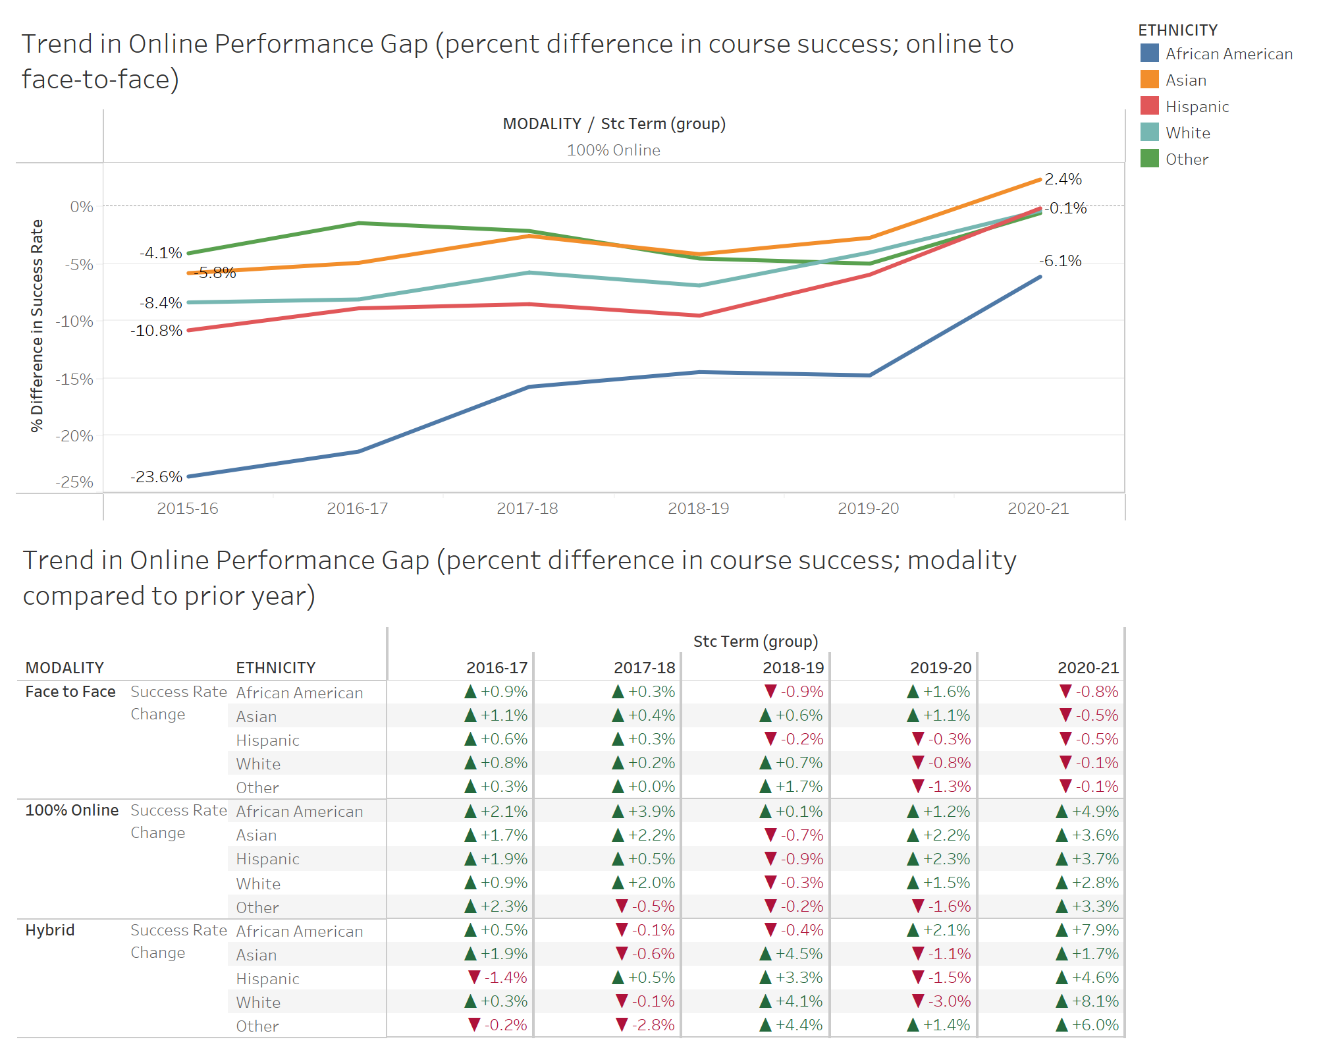 Trend in Online Performance Gap (percent difference in course success; online to
face-to-face)
ETHNICITY
African American
Asian
Hispanic
White
Other
MODALITY / Stc Term (group)
100% Online
% Difference in Success Rate
0%
-5%
-10%
-15%
-20%
-25%
-4.1%
-5.8%
-8.4%
-10.8%
-23.6%
2.4%
-0.1%
-6.1%
2015-16 2016-17 2017-18 2018-19 2019-20 2020-21
Trend in Online Performance Gap (percent difference in course success; modality
compared to prior year)
Stc Term (group)
MODALITY ETHNICITY 2016-17 2017-18 2018-19 2019-20 2020-21
Face to Face Success Rate Change African American ▲ +0.9% ▲ +0.3% ▼ -0.9% ▲ +1.6% ▼ -0.8%
Asian ▲ +1.1% ▲ +0.4% ▲ +0.6% ▲ +1.1% ▼ -0.5%
Hispanic ▲ +0.6% ▲ +0.3% ▼ -0.2% ▼ -0.3% ▼ -0.5%
White ▲ +0.8% ▲ +0.2% ▲ +0.7% ▼ -0.8% ▼ -0.1%
Other ▲ +0.3% ▲ +0.0% ▲ +1.7% ▼ -1.3% ▼ -0.1%
100% Online Success Rate Change African American ▲ +2.1% ▲ +3.9% ▲ +0.1% ▲ +1.2% ▲ +4.9%
Asian ▲ +1.7% ▲ +2.2% ▼ -0.7% ▲ +2.2% ▲ +3.6%
Hispanic ▲ +1.9% ▲ +0.5% ▼ -0.9% ▲ +2.3% ▲ +3.7%
White ▲ +0.9% ▲ +2.0% ▼ -0.3% ▲ +1.5% ▲ +2.8%
Other ▲ +2.3% ▼ -0.5% ▼ -0.2% ▼ -1.6% ▲ +3.3%
Hybrid Success Rate Change African American ▲ +0.5% ▼ -0.1% ▼ -0.4% ▲ +2.1% ▲ +7.9%
Asian ▲ +1.9% ▼ -0.6% ▲ +4.5% ▼ -1.1% ▲ +1.7%
Hispanic ▼ -1.4% ▲ +0.5% ▲ +3.3% ▼ -1.5% ▲ +4.6%
White ▲ +0.3% ▼ -0.1% ▲ +4.1% ▼ -3.0% ▲ +8.1%
Other ▼ -0.2% ▼ -2.8% ▲ +4.4% ▲ +1.4% ▲ +6.0%